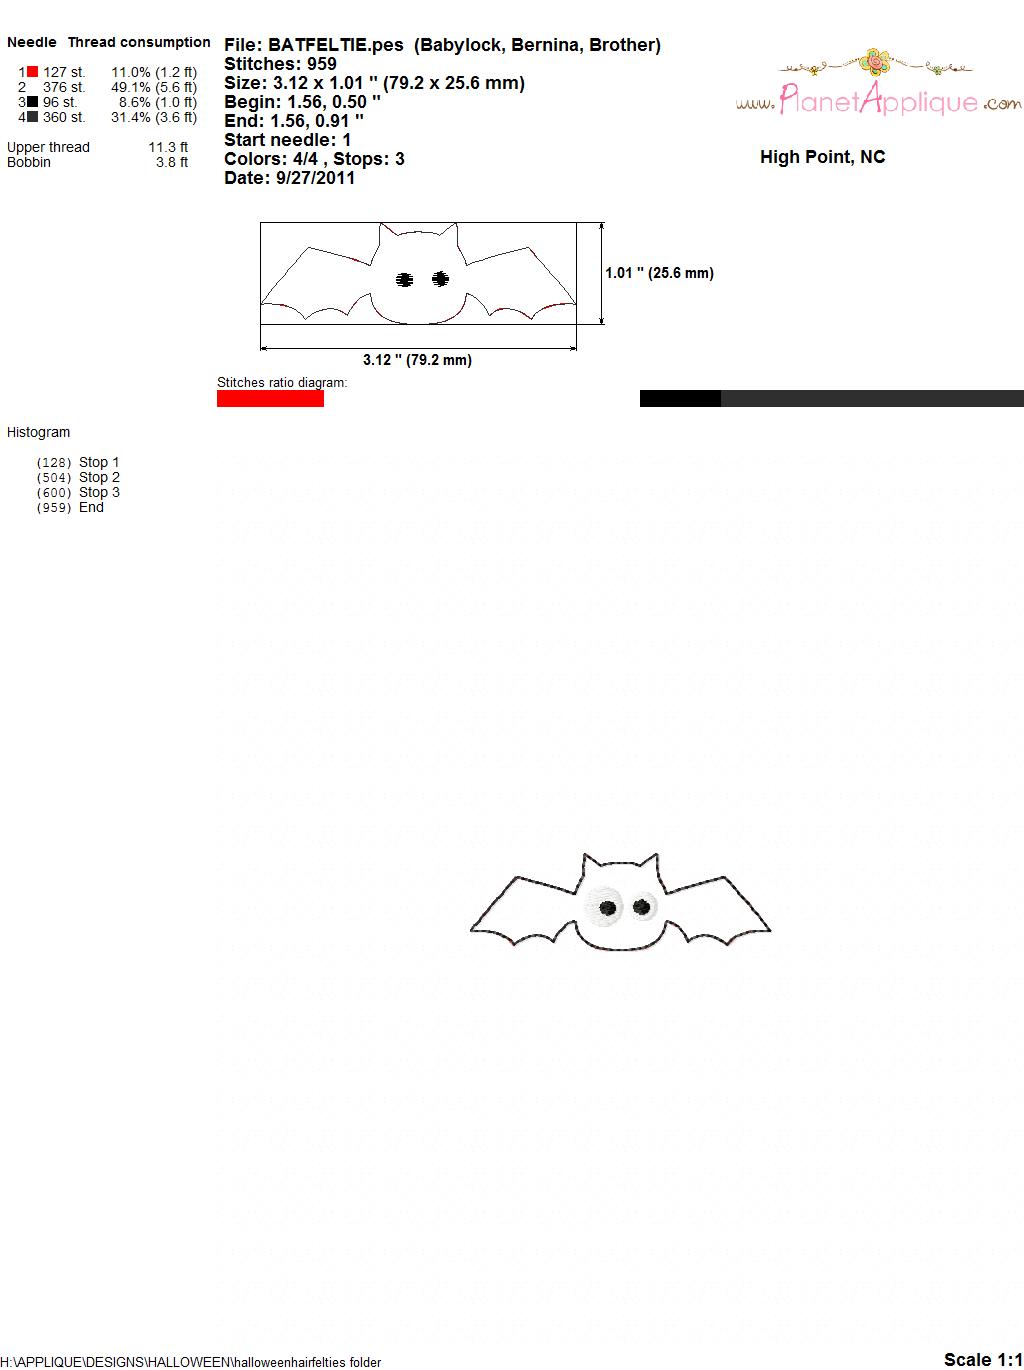 Needle Thread consumption
1 127 st. 11.0% (1.2 ft)
2 376 st. 49.1% (5.6 ft)
3 96 st. 8.6% (1.0 ft)
4 360 st. 31.4% (3.6 ft)
Upper thread 11.3 ft
Bobbin 3.8 ft
File: BATFELTIE.pes (Babylock, Bernina, Brother)
Stitches: 959
Size: 3.12 x 1.01 " (79.2 x 25.6 mm)
Begin: 1.56, 0.50 "
End: 1.56, 0.91 "
Start needle: 1
Colors: 4/4 , Stops: 3
Date: 9/27/2011
www.PlanetApplique.com
High Point, NC
1.01 " (25.6 mm)
3.12 " (79.2 mm)
Stitches ratio diagram:
Histogram
(128) Stop 1
(504) Stop 2
(600) Stop 3
(959) End
H:\APPLIQUE\DESIGNS\HALLOWEEN\halloweenhairfelties folder
Scale 1:1